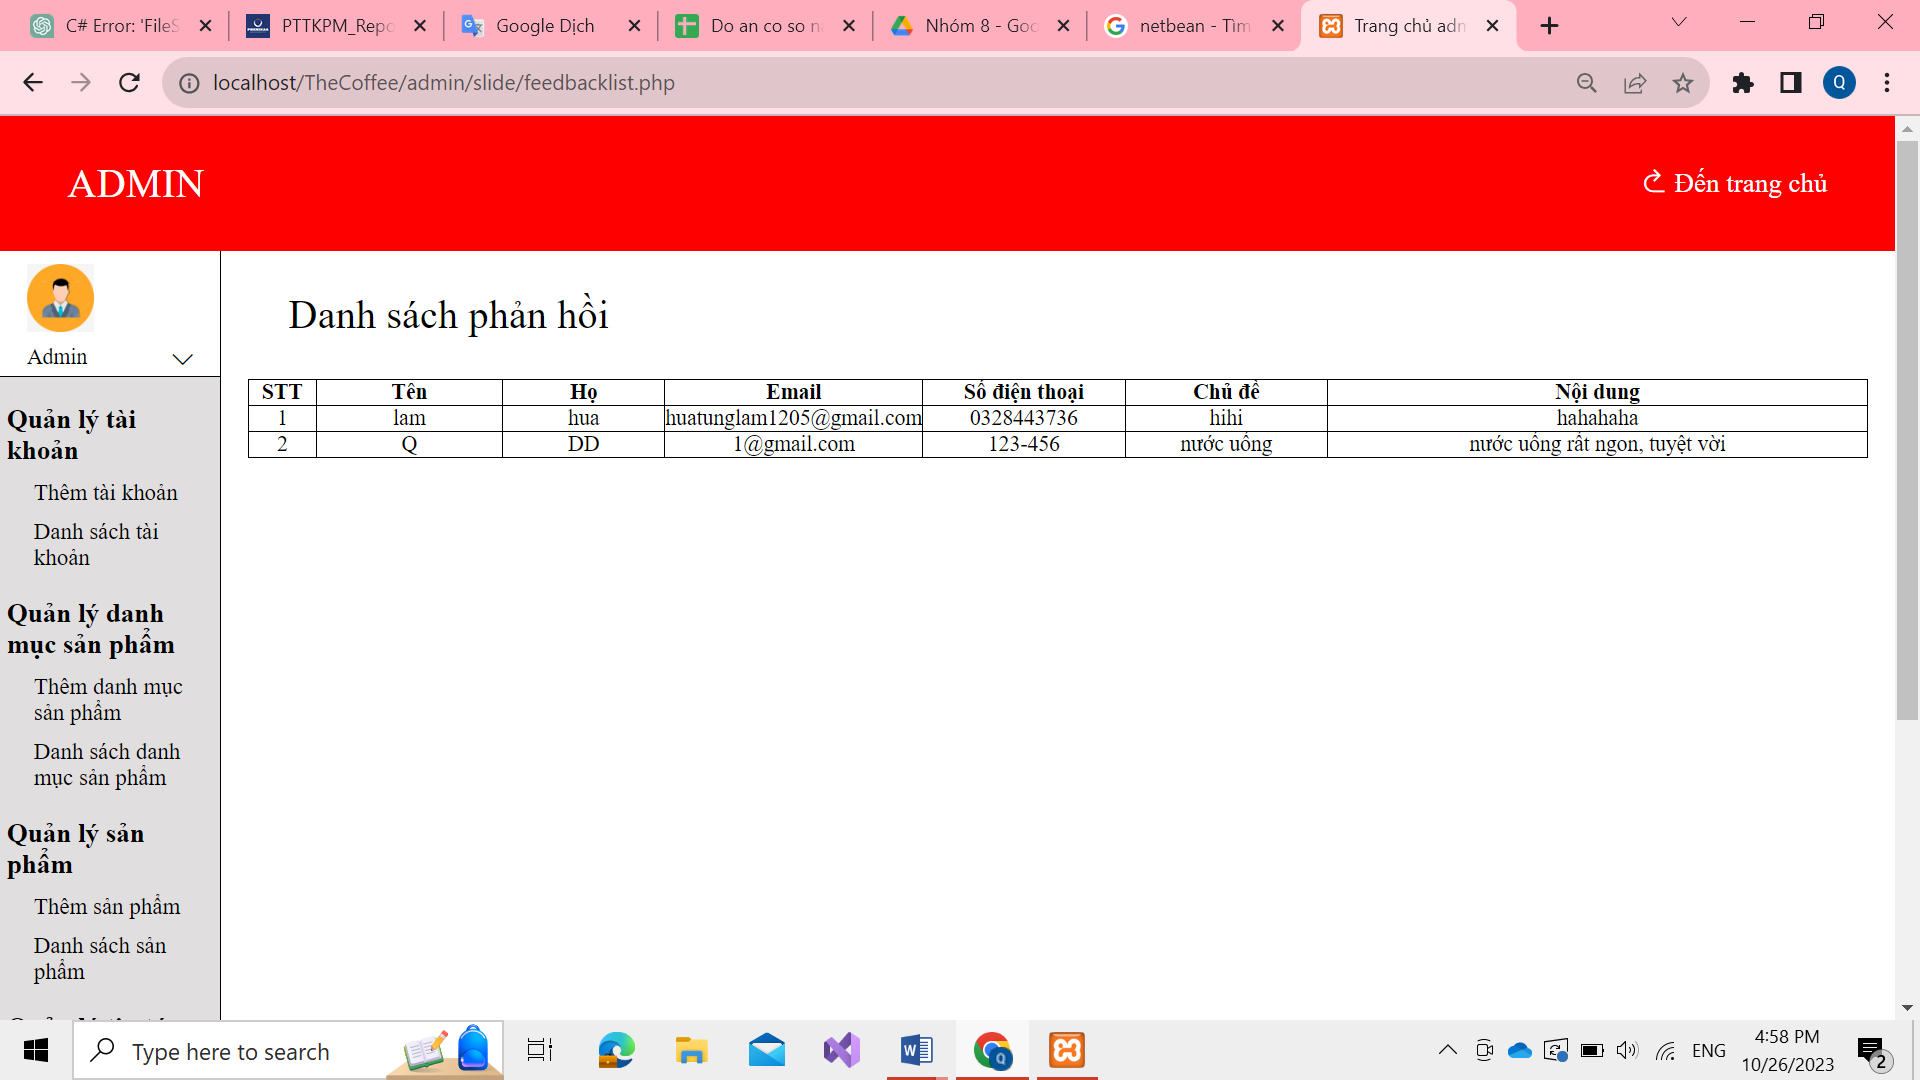 C# Error: 'FileS
PTTKPM_Repo
Google Dịch
Do an co so n
Nhóm 8 - Goo
netbean - Tìm
Trang chủ adm
localhost/TheCoffee/admin/slide/feedbacklist.php
Q
ADMIN
Đến trang chủ
Admin
Quản lý tài
khoản
Thêm tài khoản
Danh sách tài
khoản
Quản lý danh
mục sản phẩm
Thêm danh mục
sản phẩm
Danh sách danh
mục sản phẩm
Quản lý sản
phẩm
Thêm sản phẩm
Danh sách sản
phẩm
Danh sách phản hồi
STT Tên Họ Email Số điện thoại Chủ đề Nội dung
1 lam hua huatunglam1205@gmail.com 0328443736 hihi hahahaha
2 Q DD 1@gmail.com 123-456 nước uống nước uống rất ngon, tuyệt vời
Type here to search
ENG
4:58 PM
10/26/2023
2